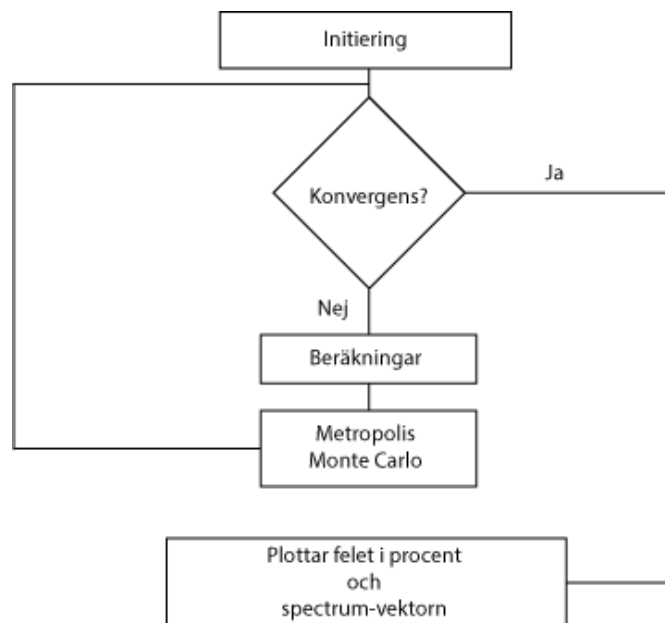 Initiering
Konvergens?
Ja
Nej
Beräkningar
Metropolis
Monte Carlo
Plottar felet i procent
och
spectrum-vektorn